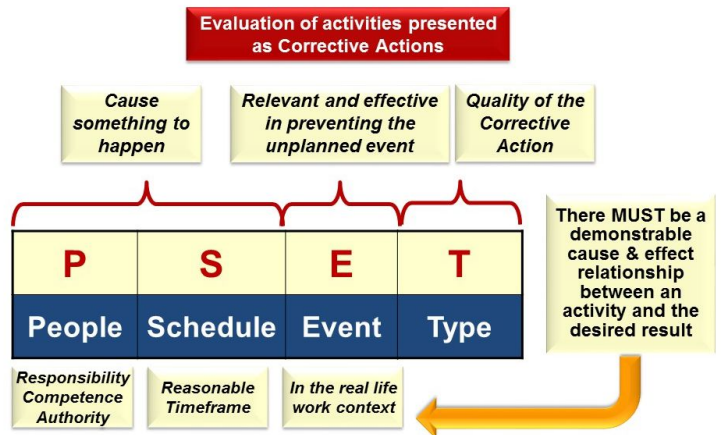 Evaluation of activities presented
as Corrective Actions
Cause
something to
happen
Relevant and effective
in preventing the
unplanned event
Quality of the
Corrective
Action
P S E T
People Schedule Event Type
There MUST be a
demonstrable
cause & effect
relationship
between an
activity and the
desired result
Responsibility
Competence
Authority
Reasonable
Timeframe
In the real life
work context